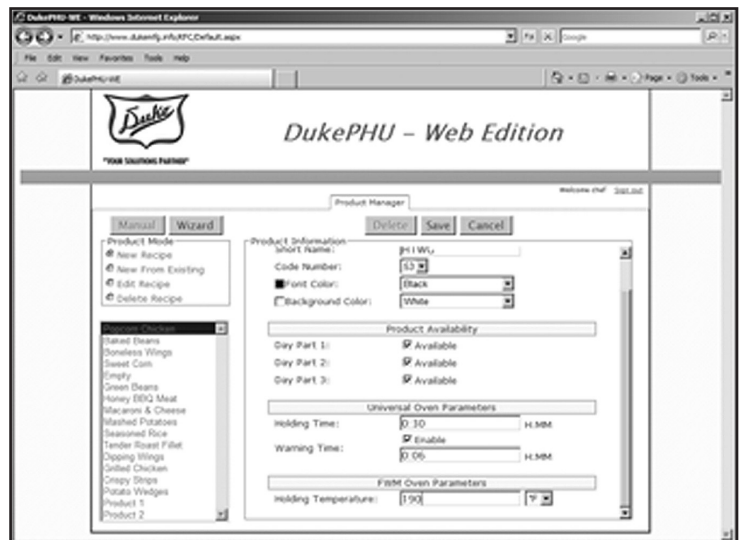 DukePHU-WE - Windows Internet Explorer
http://www.dukemfg.info/KFC/Default.aspx
Google
File Edit View Favorites Tools Help
DukePHU-WE
Page Tools
Duke
"YOUR SOLUTIONS PARTNER"
DukePHU – Web Edition
Welcome chef Sign out
Product Manager
Manual Wizard Delete Save Cancel
Product Mode
New Recipe
New From Existing
Edit Recipe
Delete Recipe
Popcorn Chicken
Baked Beans
Boneless Wings
Sweet Corn
Empty
Green Beans
Honey BBQ Meat
Macaroni & Cheese
Mashed Potatoes
Seasoned Rice
Tender Roast Fillet
Dipping Wings
Grilled Chicken
Crispy Strips
Potato Wedges
Product 1
Product 2
Product Information
Short Name:
Code Number: 53
Font Color: Black
Background Color: White
Product Availability
Day Part 1: Available
Day Part 2: Available
Day Part 3: Available
Universal Oven Parameters
Holding Time: 0:30 H:MM
Enable
Warning Time: 0:06 H:MM
FWM Oven Parameters
Holding Temperature: 190 °F